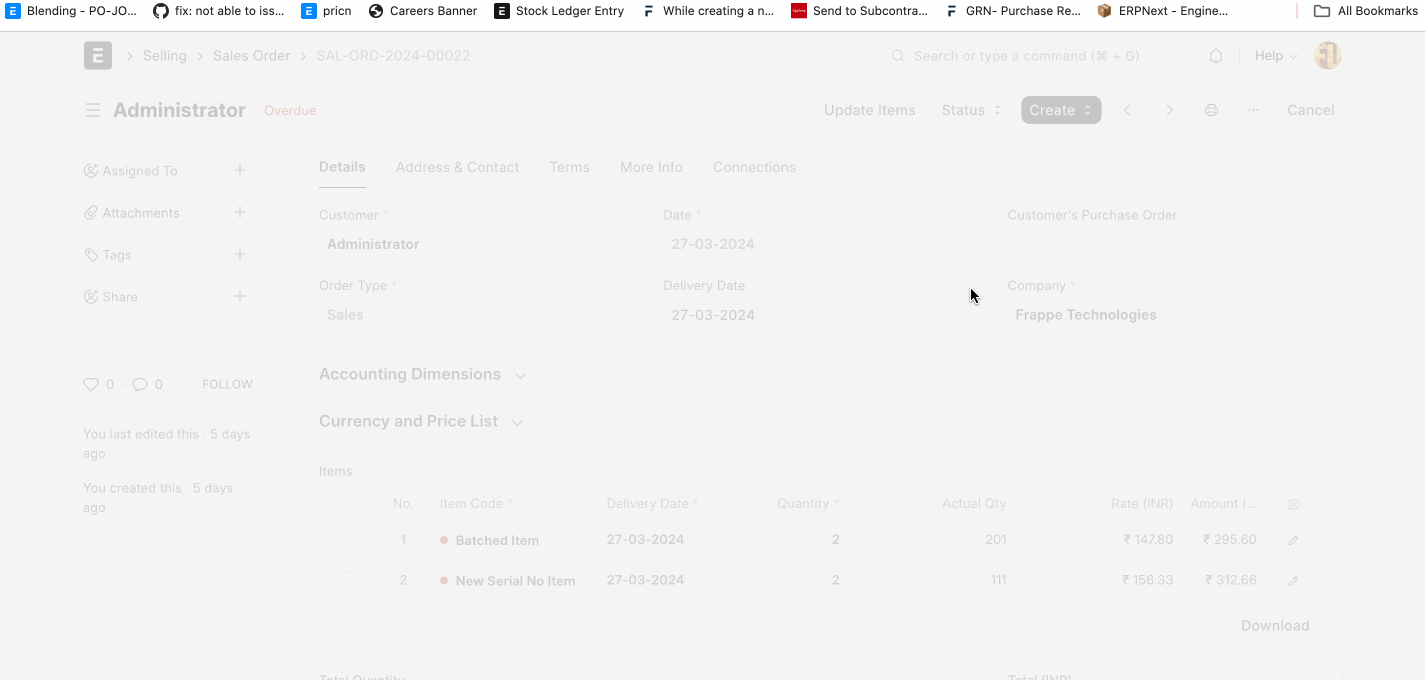 Blending - PO-JO... fix: not able to iss... pricn Careers Banner Stock Ledger Entry While creating a n... Send to Subcontra... GRN- Purchase Re... ERPNext - Engine... All Bookmarks
E > Selling > Sales Order > SAL-ORD-2024-00022 Search or type a command (⌘ + G) Help
Administrator Overdue Update Items Status Create ... Cancel
Assigned To +
Attachments +
Tags +
Share +
0 · 0 FOLLOW
You last edited this · 5 days
ago
You created this · 5 days
ago
Details Address & Contact Terms More Info Connections
Customer * Date * Customer's Purchase Order
Administrator 27-03-2024
Order Type * Delivery Date Company *
Sales 27-03-2024 Frappe Technologies
Accounting Dimensions
Currency and Price List
Items
No. Item Code * Delivery Date * Quantity * Actual Qty Rate (INR) Amount (...
1 Batched Item 27-03-2024 2 201 ₹ 147.80 ₹ 295.60
2 New Serial No Item 27-03-2024 2 111 ₹ 156.33 ₹ 312.66
Download
Total Quantity Total (INR)